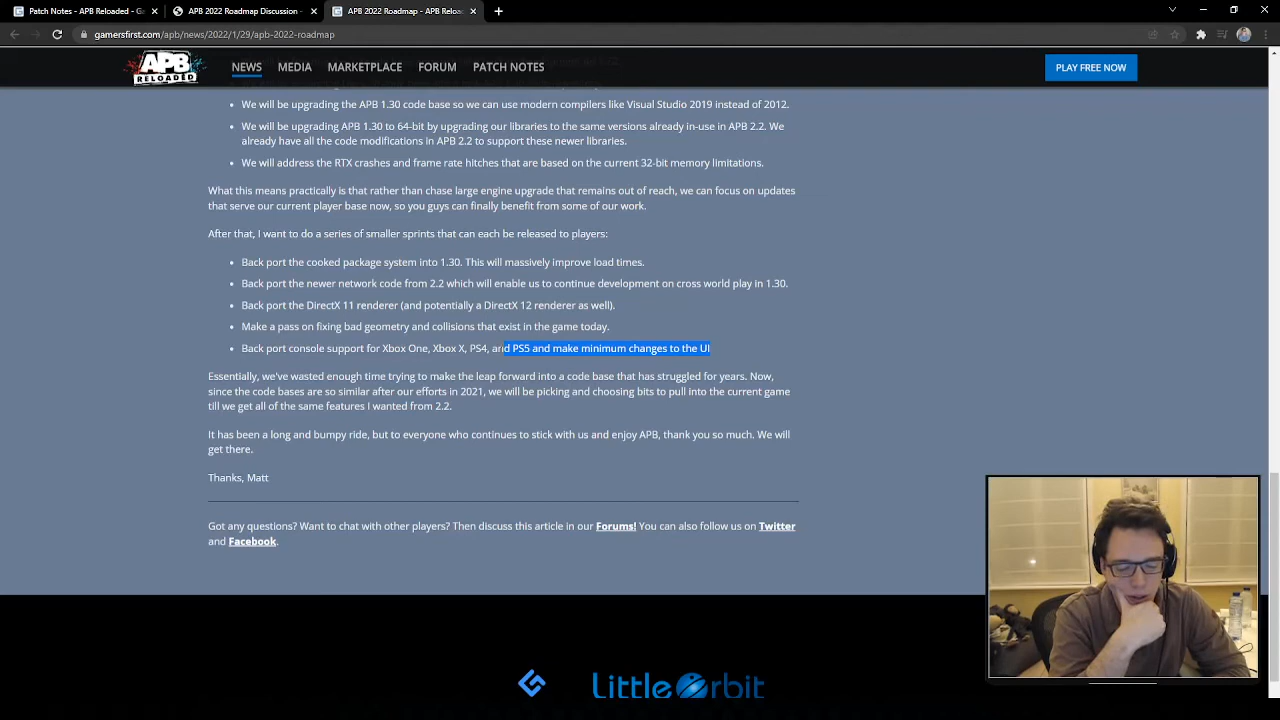 Patch Notes - GamersFirst - Ga
APB 2022 Roadmap Discussion -
APB 2022 Roadmap - APB Reloa
gamersfirst.com/apb/news/2022/1/29/apb-2022-roadmap
APB
RELOADED
NEWS MEDIA MARKETPLACE FORUM PATCH NOTES
PLAY FREE NOW
• We will be upgrading the APB 1.30 code base so we can use modern compilers like Visual Studio 2019 instead of 2012.
• We will be upgrading APB 1.30 to 64-bit by upgrading our libraries to the same versions already in-use in APB 2.2. We
already have all the code modifications in APB 2.2 to support these newer libraries.
• We will address the RTX crashes and frame rate hitches that are based on the current 32-bit memory limitations.
What this means practically is that rather than chase large engine upgrade that remains out of reach, we can focus on updates
that serve our current player base now, so you guys can finally benefit from some of our work.
After that, I want to do a series of smaller sprints that can each be released to players:
• Back port the cooked package system into 1.30. This will massively improve load times.
• Back port the newer network code from 2.2 which will enable us to continue development on cross world play in 1.30.
• Back port the DirectX 11 renderer (and potentially a DirectX 12 renderer as well).
• Make a pass on fixing bad geometry and collisions that exist in the game today.
• Back port console support for Xbox One, Xbox X, PS4, and PS5 and make minimum changes to the UI
Essentially, we've wasted enough time trying to make the leap forward into a code base that has struggled for years. Now,
since the code bases are so similar after our efforts in 2021, we will be picking and choosing bits to pull into the current game
till we get all of the same features I wanted from 2.2.
It has been a long and bumpy ride, but to everyone who continues to stick with us and enjoy APB, thank you so much. We will
get there.
Thanks, Matt
Got any questions? Want to chat with other players? Then discuss this article in our Forums! You can also follow us on Twitter
and Facebook.
Little Orbit